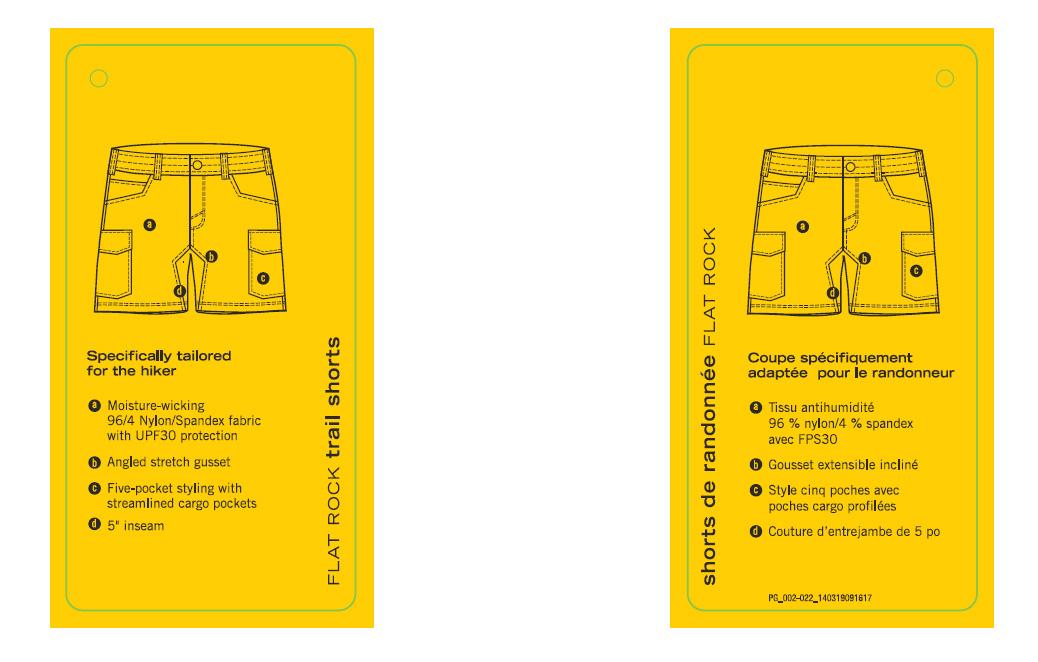 a
b
c
d
Specifically tailored
for the hiker
a Moisture-wicking
96/4 Nylon/Spandex fabric
with UPF30 protection
b Angled stretch gusset
c Five-pocket styling with
streamlined cargo pockets
d 5" inseam
FLAT ROCK trail shorts
shorts de randonnée FLAT ROCK
a
b
c
d
Coupe spécifiquement
adaptée pour le randonneur
a Tissu antihumidité
96 % nylon/4 % spandex
avec FPS30
b Gousset extensible incliné
c Style cinq poches avec
poches cargo profilées
d Couture d'entrejambe de 5 po
PG_002-022_140319091617